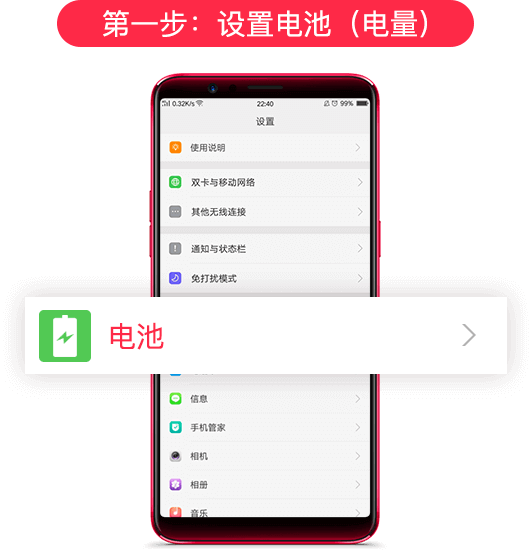 第一步：设置电池（电量）
0.32K/s 22:40 99%
设置
使用说明
双卡与移动网络
其他无线连接
通知与状态栏
免打扰模式
电池
信息
手机管家
相机
相册
音乐